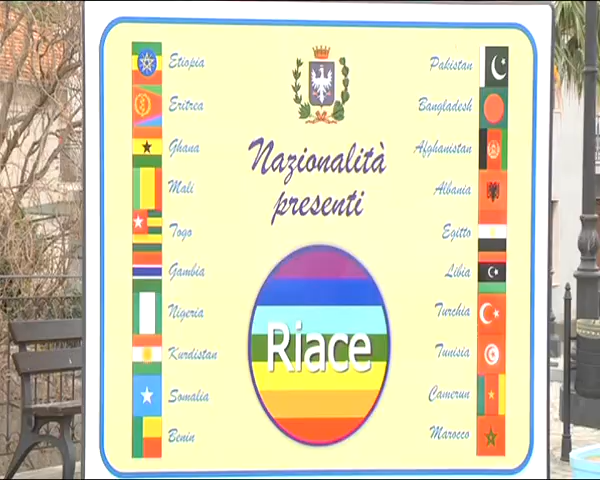 Nazionalità
presenti
Riace
Etiopia
Eritrea
Ghana
Mali
Togo
Gambia
Nigeria
Kurdistan
Somalia
Benin
Pakistan
Bangladesh
Afghanistan
Albania
Egitto
Libia
Turchia
Tunisia
Camerun
Marocco